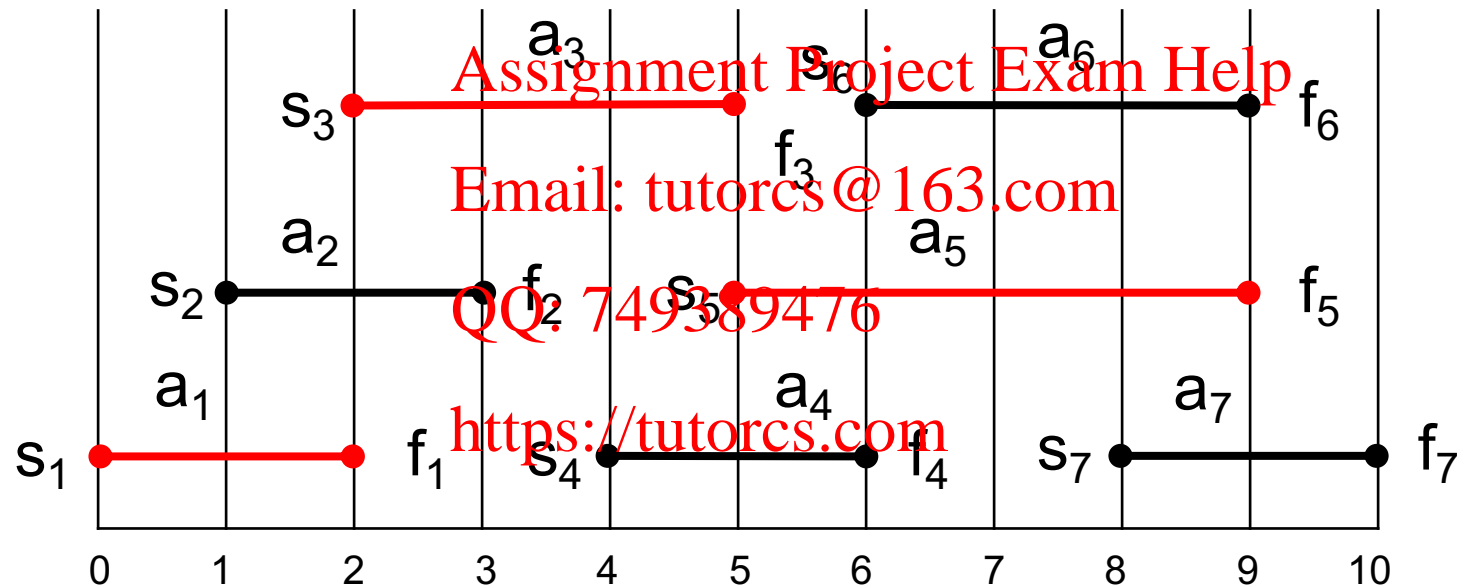 a3 a6
Assignment Project Exam Help
s6
s3 f6
f3
Email: tutorcs@163.com
a2 a5
s2 f2 s5 f5
QQ: 749389476
a1 a4 a7
https://tutorcs.com
s1 f1 s4 f4 s7 f7
0 1 2 3 4 5 6 7 8 9 10